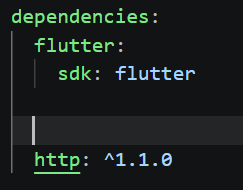 dependencies:
  flutter:
    sdk: flutter
  http: ^1.1.0